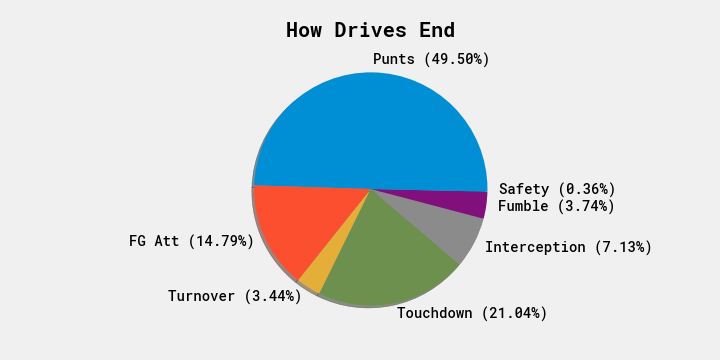 How Drives End
Punts (49.50%)
Safety (0.36%)
Fumble (3.74%)
FG Att (14.79%)
Interception (7.13%)
Turnover (3.44%)
Touchdown (21.04%)